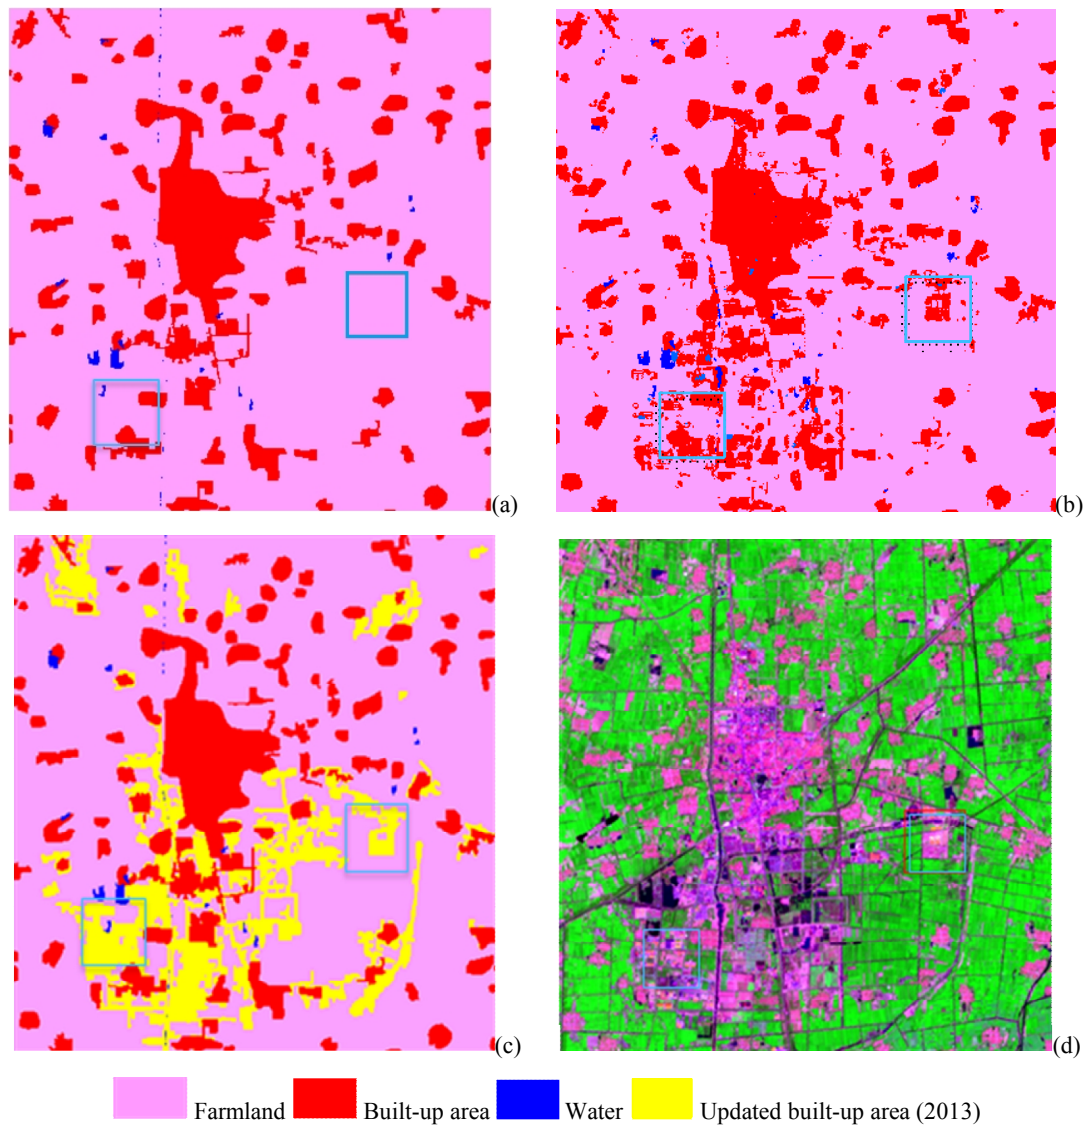 (a)
(b)
(c)
(d)
Farmland
Built-up area
Water
Updated built-up area (2013)